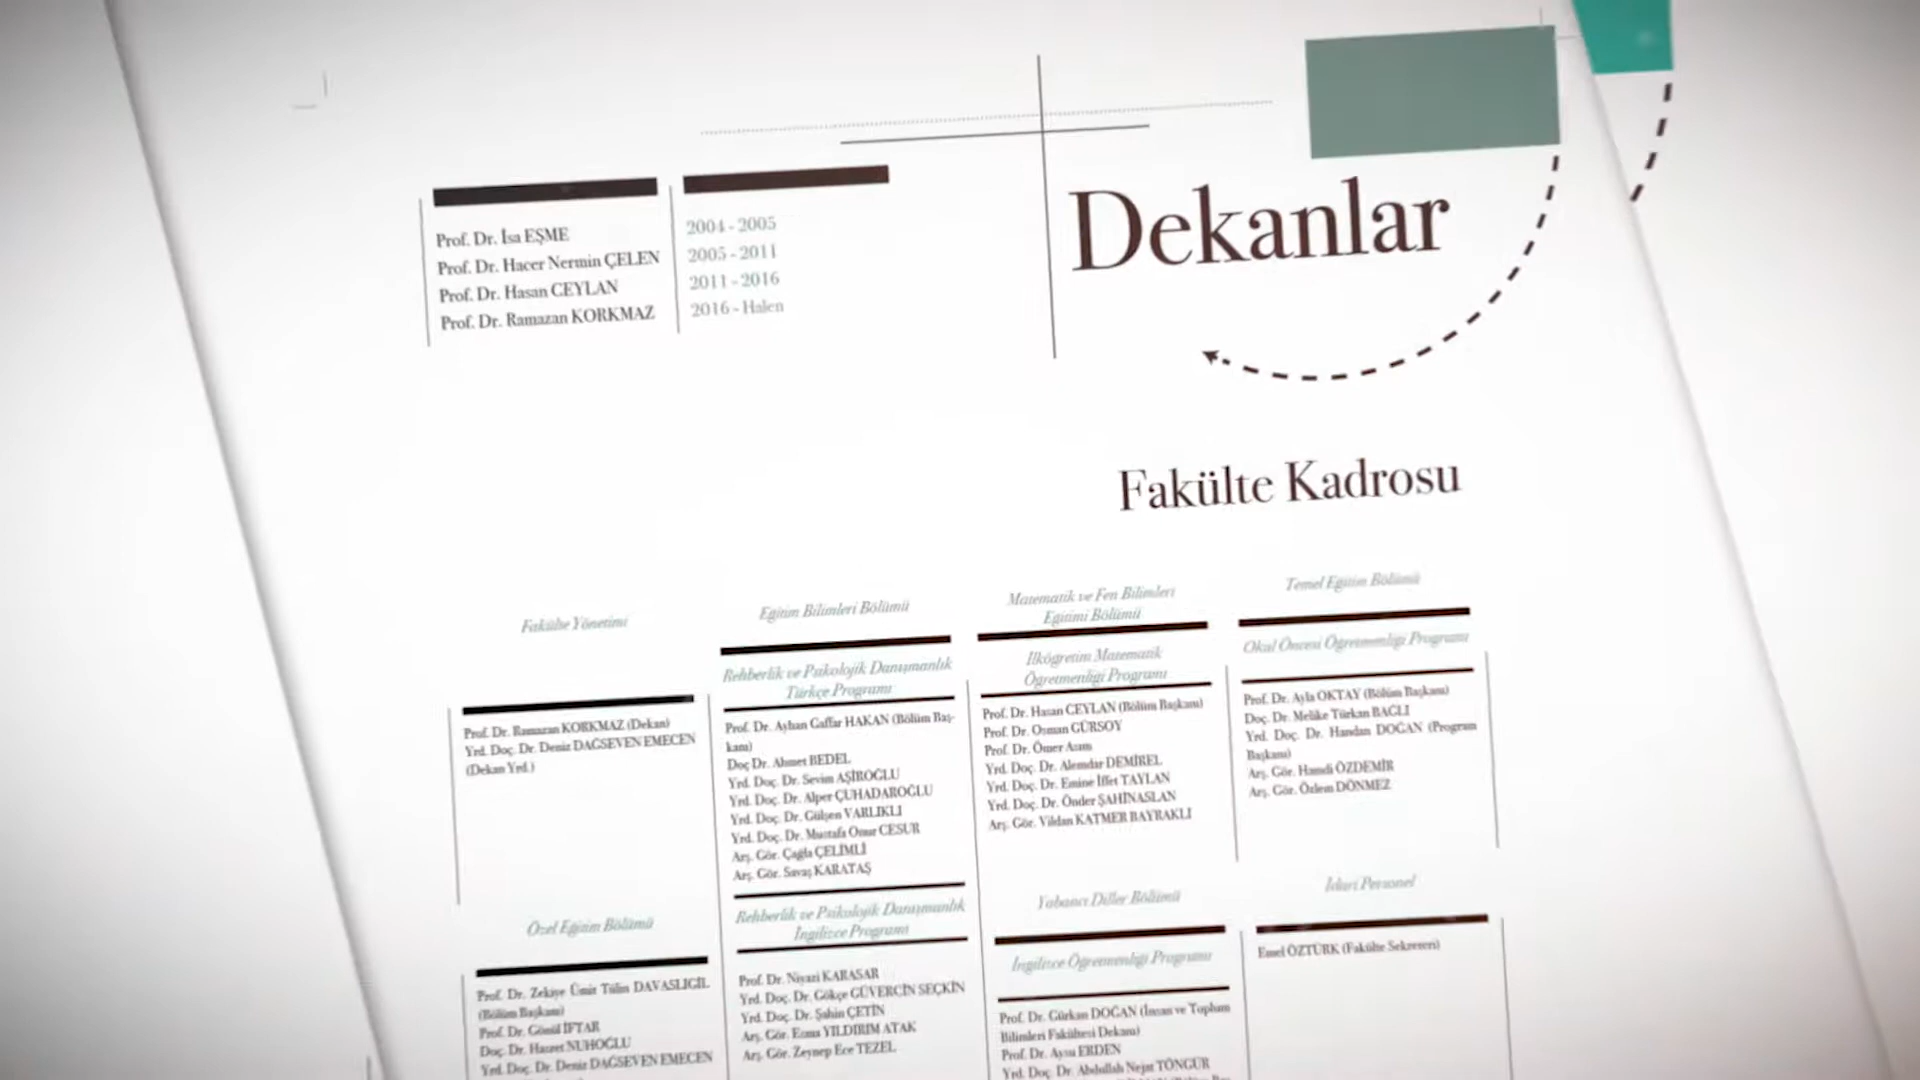 Dekanlar
Prof. Dr. İsa EŞME
Prof. Dr. Hacer Nermin ÇELEN
Prof. Dr. Hasan CEYLAN
Prof. Dr. Ramazan KORKMAZ
2004 - 2005
2005 - 2011
2011 - 2016
2016 - Halen
Fakülte Kadrosu
Fakülte Yönetimi
Prof. Dr. Ramazan KORKMAZ (Dekan)
Yrd. Doç. Dr. Deniz DAĞSEVEN EMECEN
(Dekan Yrd.)
Eğitim Bilimleri Bölümü
Rehberlik ve Psikolojik Danışmanlık
Türkçe Programı
Prof. Dr. Ayhan Gaffar HAKAN (Bölüm Baş-
kanı)
Doç Dr. Ahmet BEDEL
Yrd. Doç. Dr. Sevim AŞİROĞLU
Yrd. Doç. Dr. Alper ÇUHADAROĞLU
Yrd. Doç. Dr. Gülşen VARLIKLI
Yrd. Doç. Dr. Mustafa Onur CESUR
Arş. Gör. Çağla ÇELİMLİ
Arş. Gör. Savaş KARATAŞ
Rehberlik ve Psikolojik Danışmanlık
İngilizce Programı
Prof. Dr. Niyazi KARASAR
Yrd. Doç. Dr. Gökçe GÜVERCİN SEÇKİN
Yrd. Doç. Dr. Şahin ÇETİN
Arş. Gör. Esma YILDIRIM ATAK
Arş. Gör. Zeynep Ece TEZEL
Matematik ve Fen Bilimleri
Eğitimi Bölümü
İlköğretim Matematik
Öğretmenliği Programı
Prof. Dr. Hasan CEYLAN (Bölüm Başkanı)
Prof. Dr. Osman GÜRSOY
Prof. Dr. Ömer Asım
Yrd. Doç. Dr. Alemdar DEMİREL
Yrd. Doç. Dr. Emine İffet TAYLAN
Yrd. Doç. Dr. Önder ŞAHİNASLAN
Arş. Gör. Vildan KATMER BAYRAKLI
Temel Eğitim Bölümü
Okul Öncesi Öğretmenliği Programı
Prof. Dr. Ayla OKTAY (Bölüm Başkanı)
Doç. Dr. Melike Türkan BAĞLI
Yrd. Doç. Dr. Handan DOĞAN (Program
Başkanı)
Arş. Gör. Hamdi ÖZDEMİR
Arş. Gör. Özlem DÖNMEZ
Özel Eğitim Bölümü
Prof. Dr. Zekiye Ümit Tülin DAVASLIGİL
(Bölüm Başkanı)
Prof. Dr. Gönül İFTAR
Doç. Dr. Hazret NUHOĞLU
Yrd. Doç. Dr. Deniz DAĞSEVEN EMECEN
Yabancı Diller Bölümü
İngilizce Öğretmenliği Programı
Prof. Dr. Gürkan DOĞAN (İnsan ve Toplum
Bilimleri Fakültesi Dekanı)
Prof. Dr. Aysu ERDEN
Yrd. Doç. Dr. Abdullah Nejat TÖNGÜR
İdari Personel
Emel ÖZTÜRK (Fakülte Sekreteri)